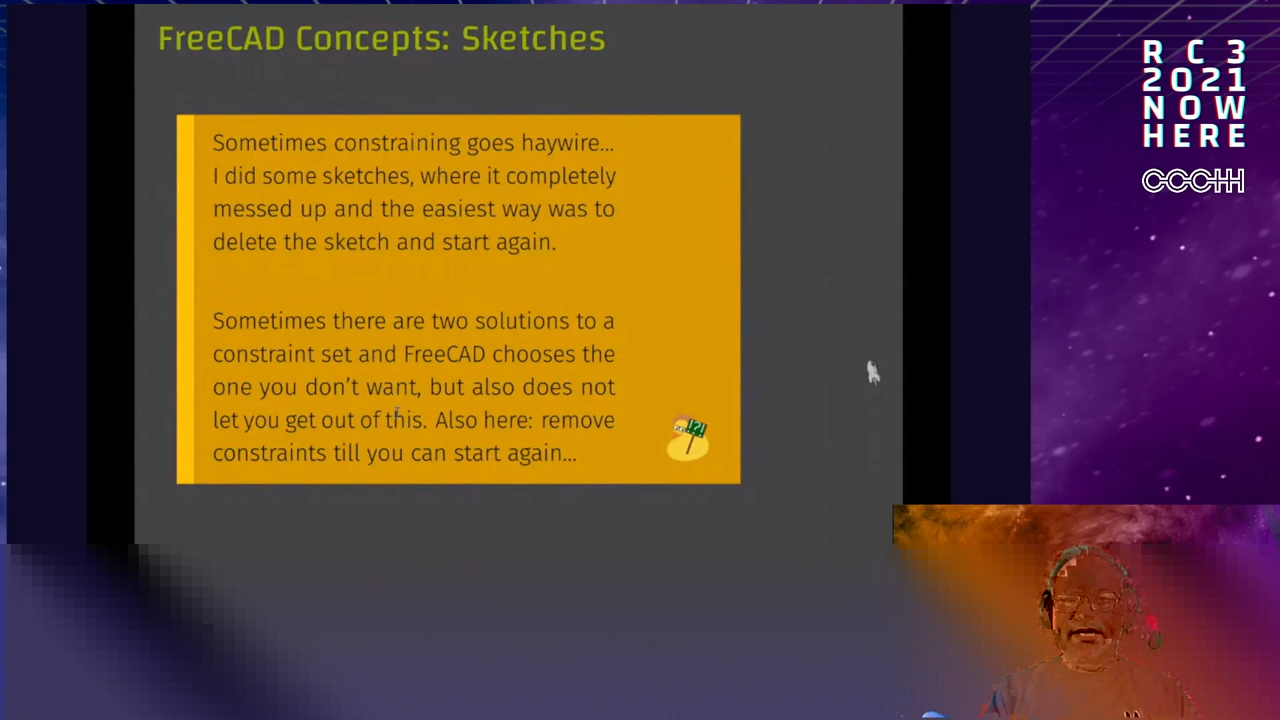 FreeCAD Concepts: Sketches
Sometimes constraining goes haywire...
I did some sketches, where it completely
messed up and the easiest way was to
delete the sketch and start again.
Sometimes there are two solutions to a
constraint set and FreeCAD chooses the
one you don't want, but also does not
let you get out of this. Also here: remove
constraints till you can start again...
!?!
R C 3
2021
N O W
HERE
CCCHH